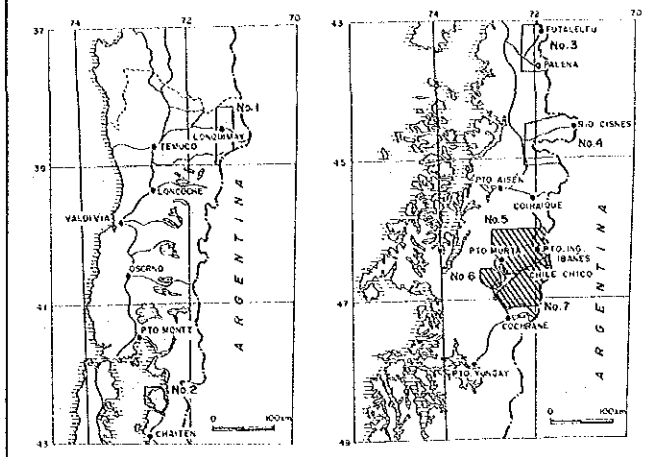 37
74
72
70
No.1
LONQUIMAY
TEMUCO
39
LONCOCHE
VALDIVIA
ARGENTINA
OSORNO
41
PTO MONTT
No.2
0 100km
CHAITEN
43
43
74
72
70
FUTALEUFU
No.3
PALENA
RIO CISNES
No.4
45
PTO AISEN
COIHAIQUE
No.5
PTO MURTA
PTO.ING.
IBANES
No.6
CHILE CHICO
47
No.7
COCHRANE
ARGENTINA
PTO. YUNGAY
0 100km
49